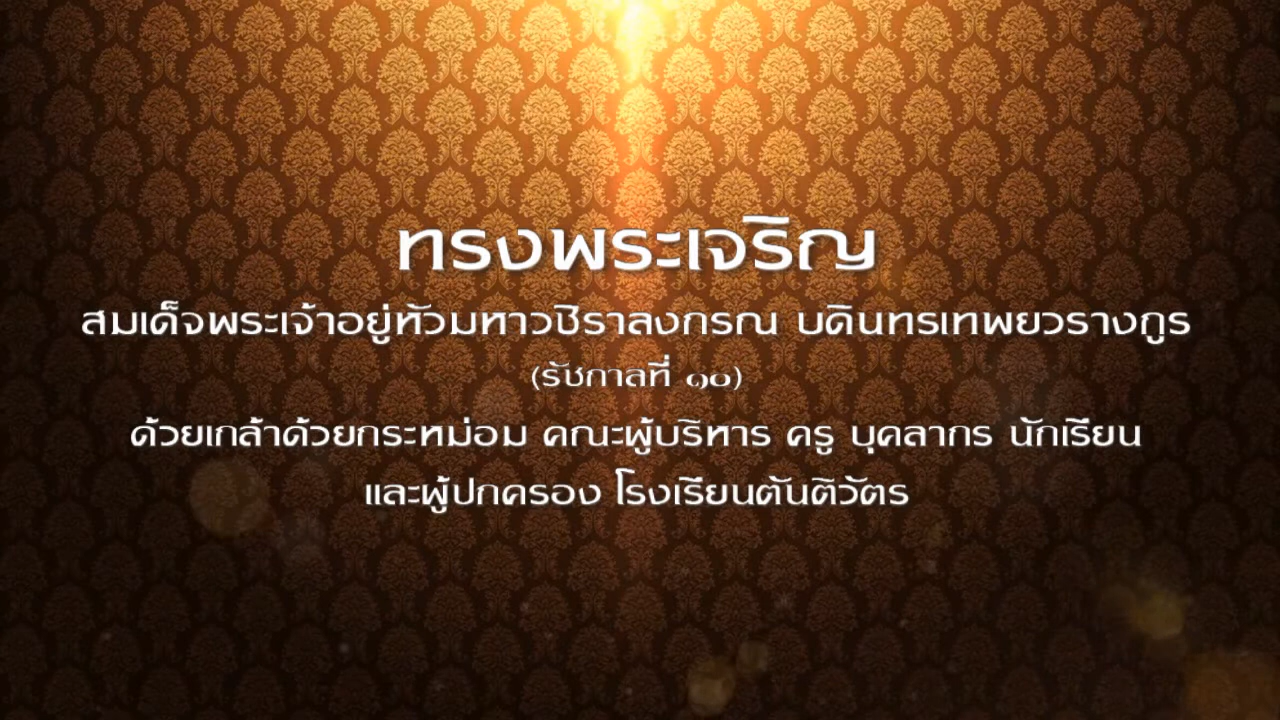 ทรงพระเจริญ
สมเด็จพระเจ้าอยู่หัวมหาวชิราลงกรณ บดินทรเทพยวรางกูร
(รัชกาลที่ ๑๐)
ด้วยเกล้าด้วยกระหม่อม คณะผู้บริหาร ครู บุคลากร นักเรียน
และผู้ปกครอง โรงเรียนตันติวัตร